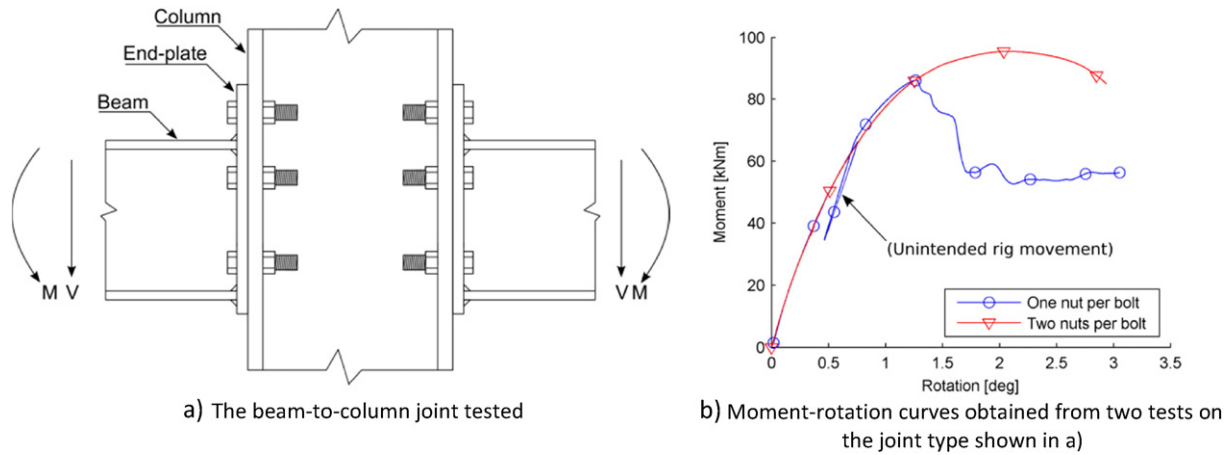 Column
End-plate
Beam
M V
V M
a) The beam-to-column joint tested
100
80
60
40
20
0
Moment [kNm]
(Unintended rig movement)
One nut per bolt
Two nuts per bolt
0 0.5 1 1.5 2 2.5 3 3.5
Rotation [deg]
b) Moment-rotation curves obtained from two tests on
the joint type shown in a)